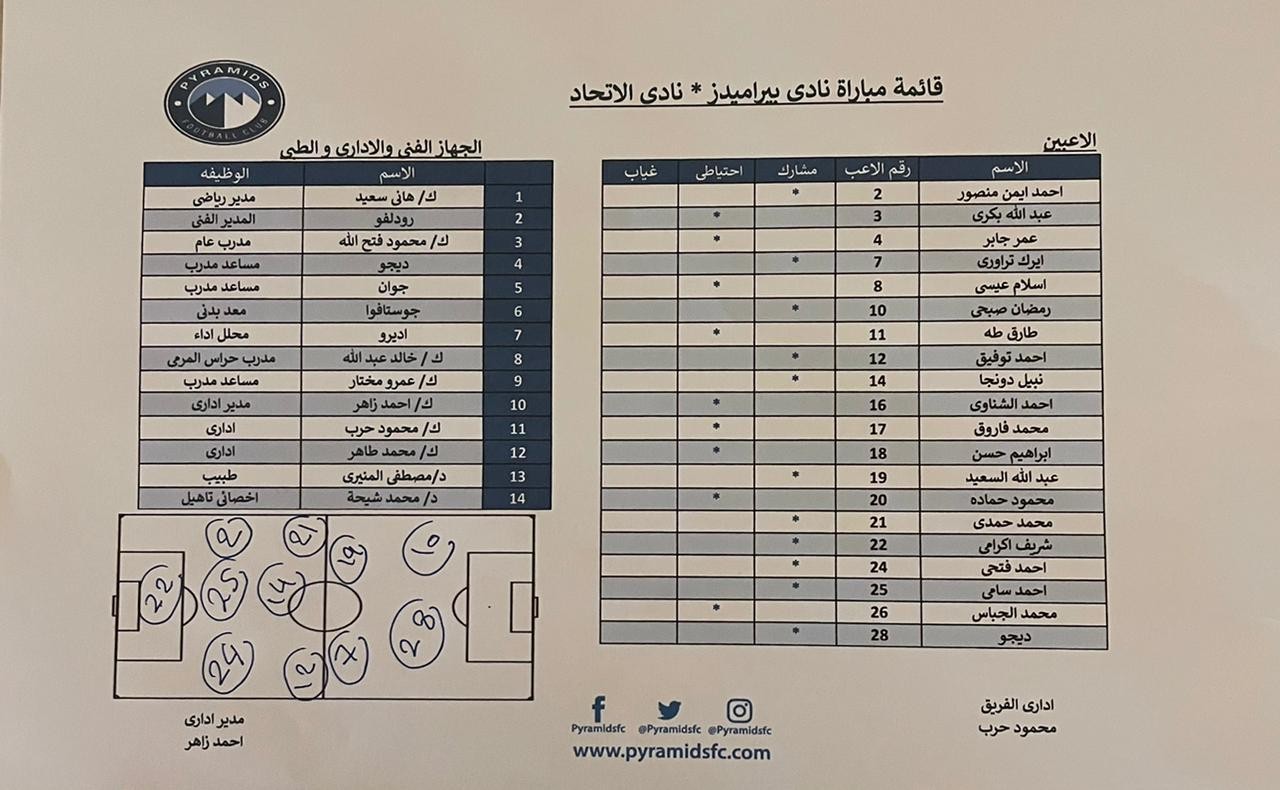 PYRAMIDS
FOOTBALL CLUB
قائمة مباراة نادى بيراميدز * نادى الاتحاد
الاعبين
الاسم رقم الاعب مشارك احتياطى غياب
احمد ايمن منصور 2 *
عبد الله بكرى 3 *
عمر جابر 4 *
ايرك تراورى 7 *
اسلام عيسى 8 *
رمضان صبحى 10 *
طارق طه 11 *
احمد توفيق 12 *
نبيل دونجا 14 *
احمد الشناوى 16 *
محمد فاروق 17 *
ابراهيم حسن 18 *
عبد الله السعيد 19 *
محمود حماده 20 *
محمد حمدى 21 *
شريف اكرامى 22 *
احمد فتحى 24 *
احمد سامى 25 *
محمد الجباس 26 *
ديجو 28 *
الجهاز الفنى والادارى و الطبى
الاسم الوظيفه
1 ك/ هانى سعيد مدير رياضى
2 رودلفو المدير الفنى
3 ك/ محمود فتح الله مدرب عام
4 ديجو مساعد مدرب
5 جوان مساعد مدرب
6 جوستافوا معد بدنى
7 اديرو محلل اداء
8 ك/ خالد عبد الله مدرب حراس المرمى
9 ك/ عمرو مختار مساعد مدرب
10 ك/ احمد زاهر مدير ادارى
11 ك/ محمود حرب ادارى
12 ك/ محمد طاهر ادارى
13 د/مصطفى المنيرى طبيب
14 د/ محمد شيحة اخصائى تاهيل
2 21 19 10
22 25 14
24 12 7 28
ادارى الفريق
محمود حرب
Pyramidsfc @Pyramidsfc @Pyramidsfc
www.pyramidsfc.com
مدير ادارى
احمد زاهر